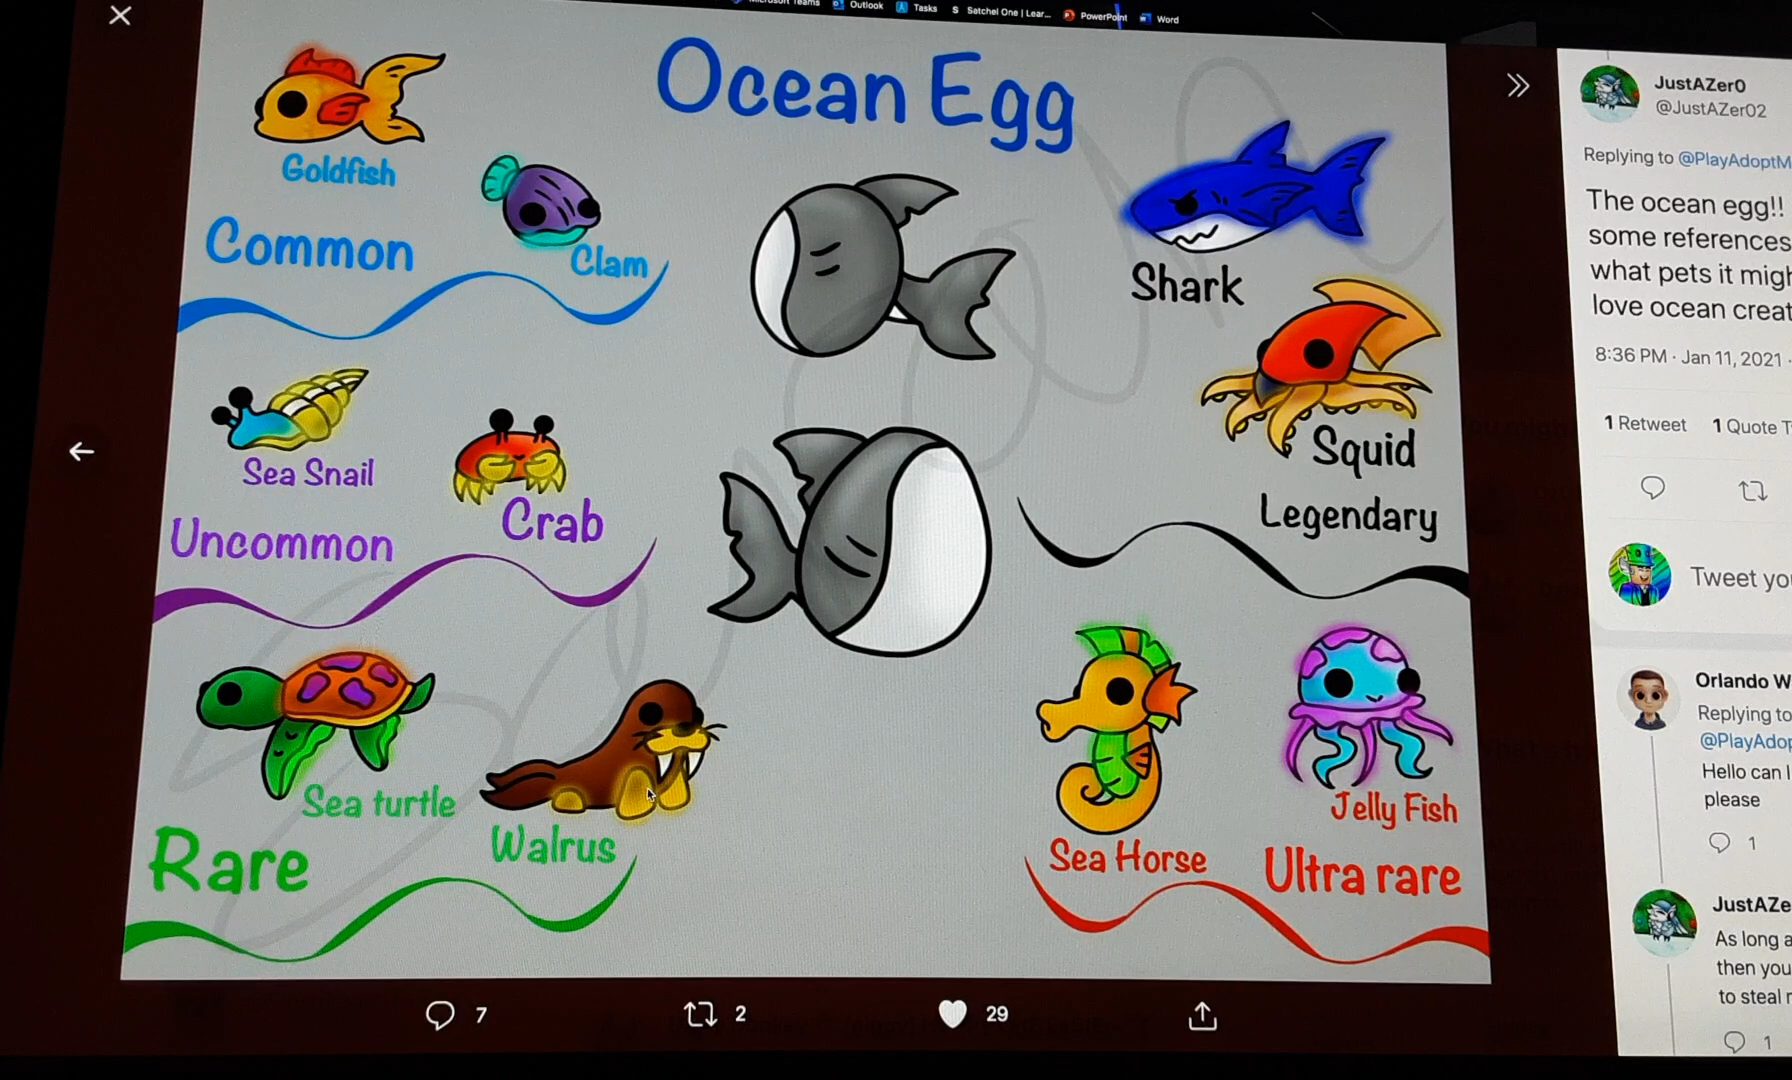 Outlook
Tasks
S Satchel One | Lear...
PowerPoint
Word
Ocean Egg
Goldfish
Clam
Common
Sea Snail
Crab
Uncommon
Sea turtle
Walrus
Rare
Shark
Squid
Legendary
Sea Horse
Jelly Fish
Ultra rare
7
2
29
JustAZer0
@JustAZer02
Replying to @PlayAdoptM
The ocean egg!!
some references
what pets it migh
love ocean creat
8:36 PM · Jan 11, 2021 ·
1 Retweet 1 Quote T
Tweet yo
Orlando W
Replying to
@PlayAdop
Hello can I
please
1
JustAZe
As long a
then you
to steal
1